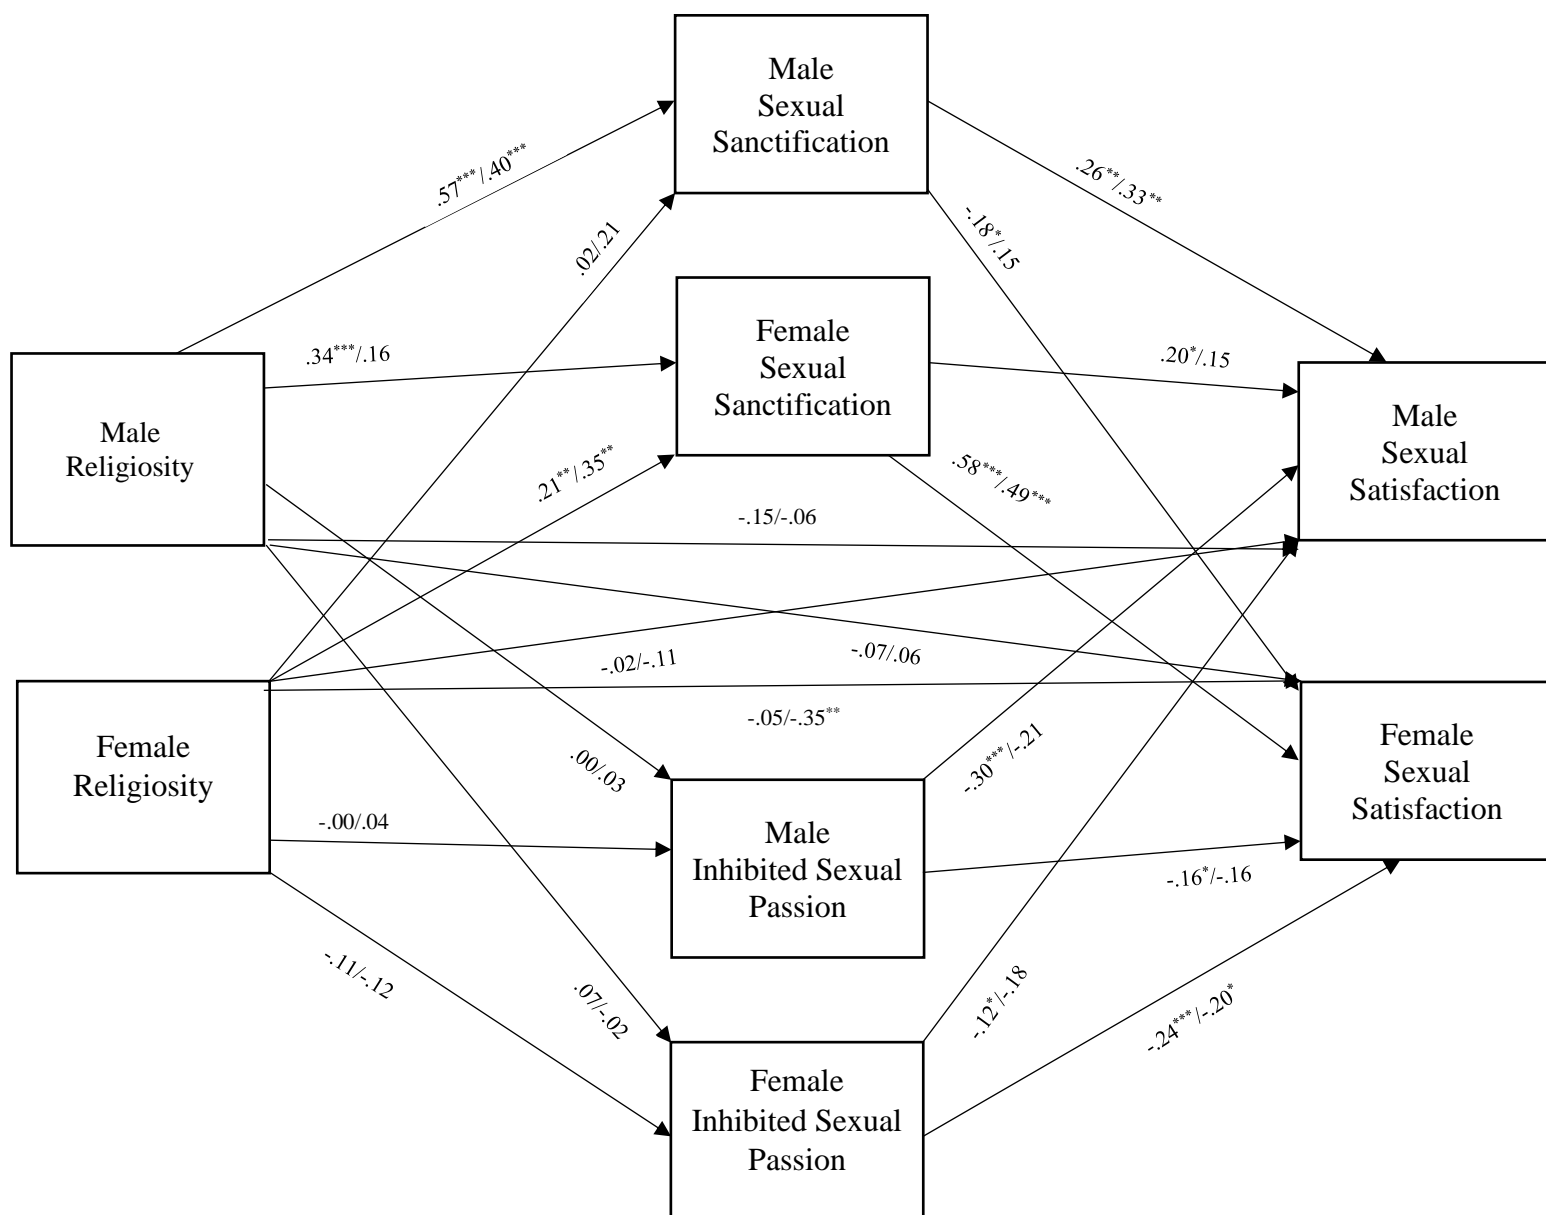 Male
Sexual
Sanctification
.57***/.40***
.26**/.33**
.02/.21
-.18*/.15
Female
Sexual
Sanctification
.34***/.16
.20*/.15
Male
Religiosity
Male
Sexual
Satisfaction
.21**/.35**
.58***/.49***
-.15/-.06
-.02/-.11
-.07/.06
-.05/-.35**
Female
Religiosity
Female
Sexual
Satisfaction
.00/.03
-.30***/-.21
-.00/.04
Male
Inhibited Sexual
Passion
-.16*/-.16
-.11/-.12
.07/-.02
-.12*/-.18
-.24***/-.20*
Female
Inhibited Sexual
Passion